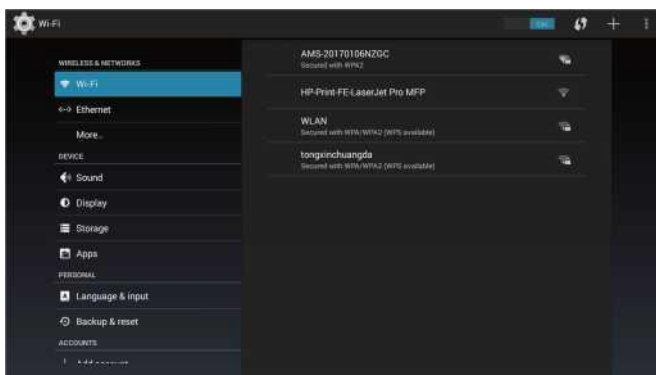 Wi-Fi
ON
WIRELESS & NETWORKS
Wi-Fi
Ethernet
More...
DEVICE
Sound
Display
Storage
Apps
PERSONAL
Language & input
Backup & reset
ACCOUNTS
Add account
AMS-20170106NZGC
Secured with WPA2
HP-Print-FE-LaserJet Pro MFP
WLAN
Secured with WPA/WPA2 (WPS available)
tongxinchuangda
Secured with WPA/WPA2 (WPS available)